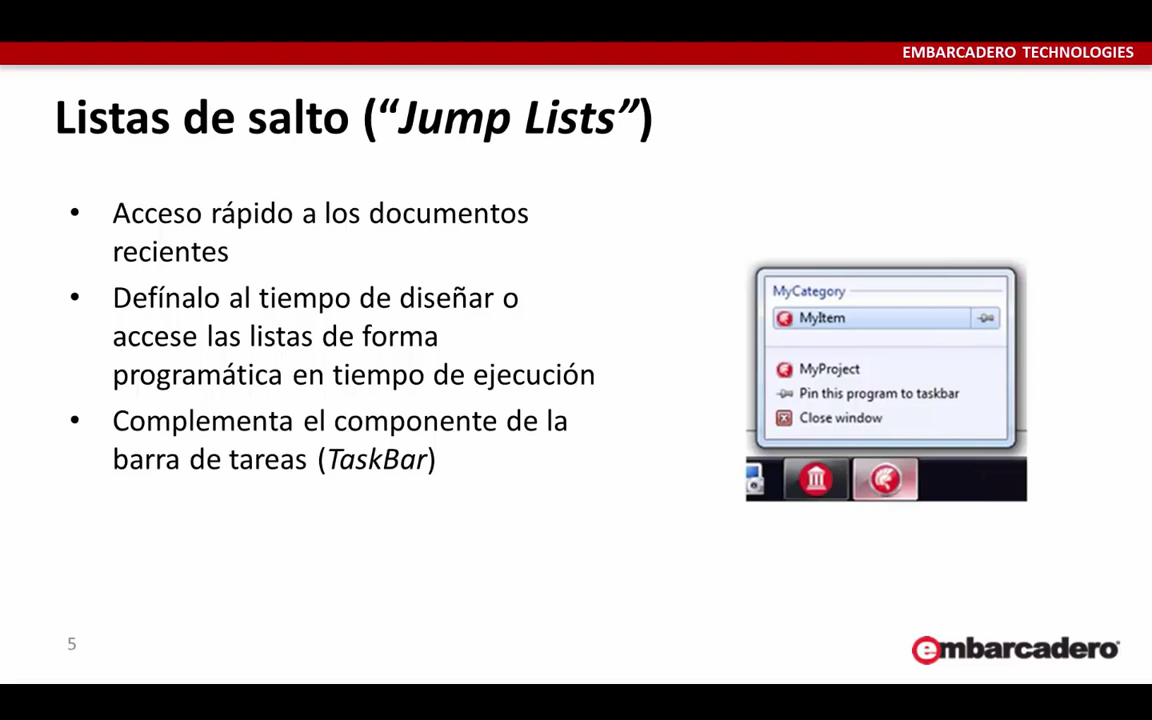 EMBARCADERO TECHNOLOGIES
Listas de salto (“Jump Lists”)
• Acceso rápido a los documentos
recientes
• Defínalo al tiempo de diseñar o
accese las listas de forma
programática en tiempo de ejecución
• Complementa el componente de la
barra de tareas (TaskBar)
MyCategory
MyItem
MyProject
Pin this program to taskbar
Close window
5
embarcadero